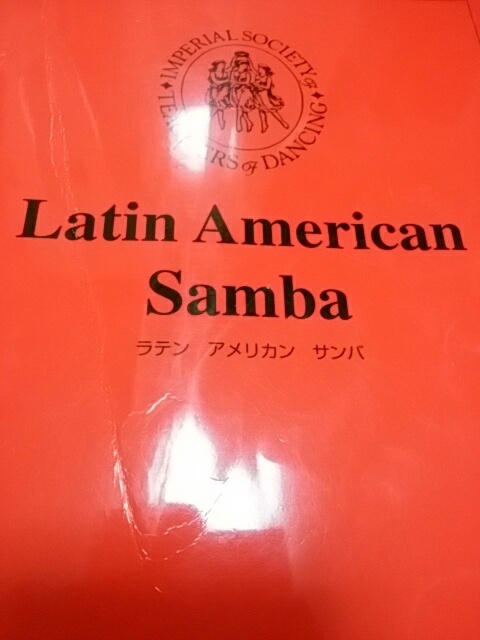 IMPERIAL SOCIETY of
OF DANCING
Latin American
Samba
ラテン アメリカン サンバ